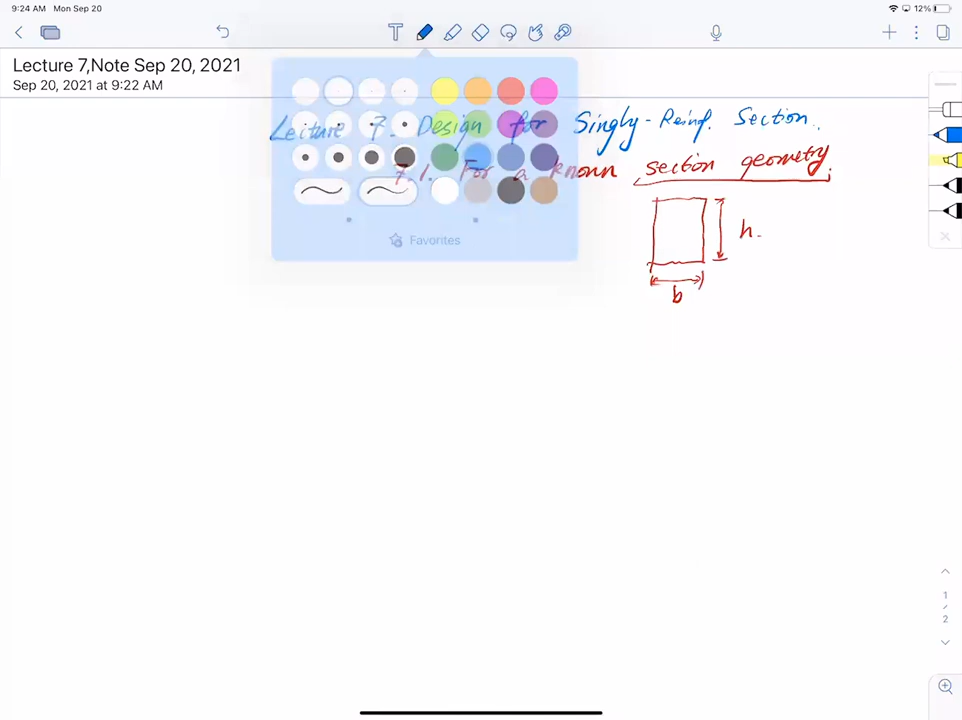 9:24 AM Mon Sep 20
12%
T
Lecture 7,Note Sep 20, 2021
Sep 20, 2021 at 9:22 AM
Lecture 7. Design for Singly-Reinf. Section.
7.1. For a known section geometry.
h.
b
Favorites
1
/
2